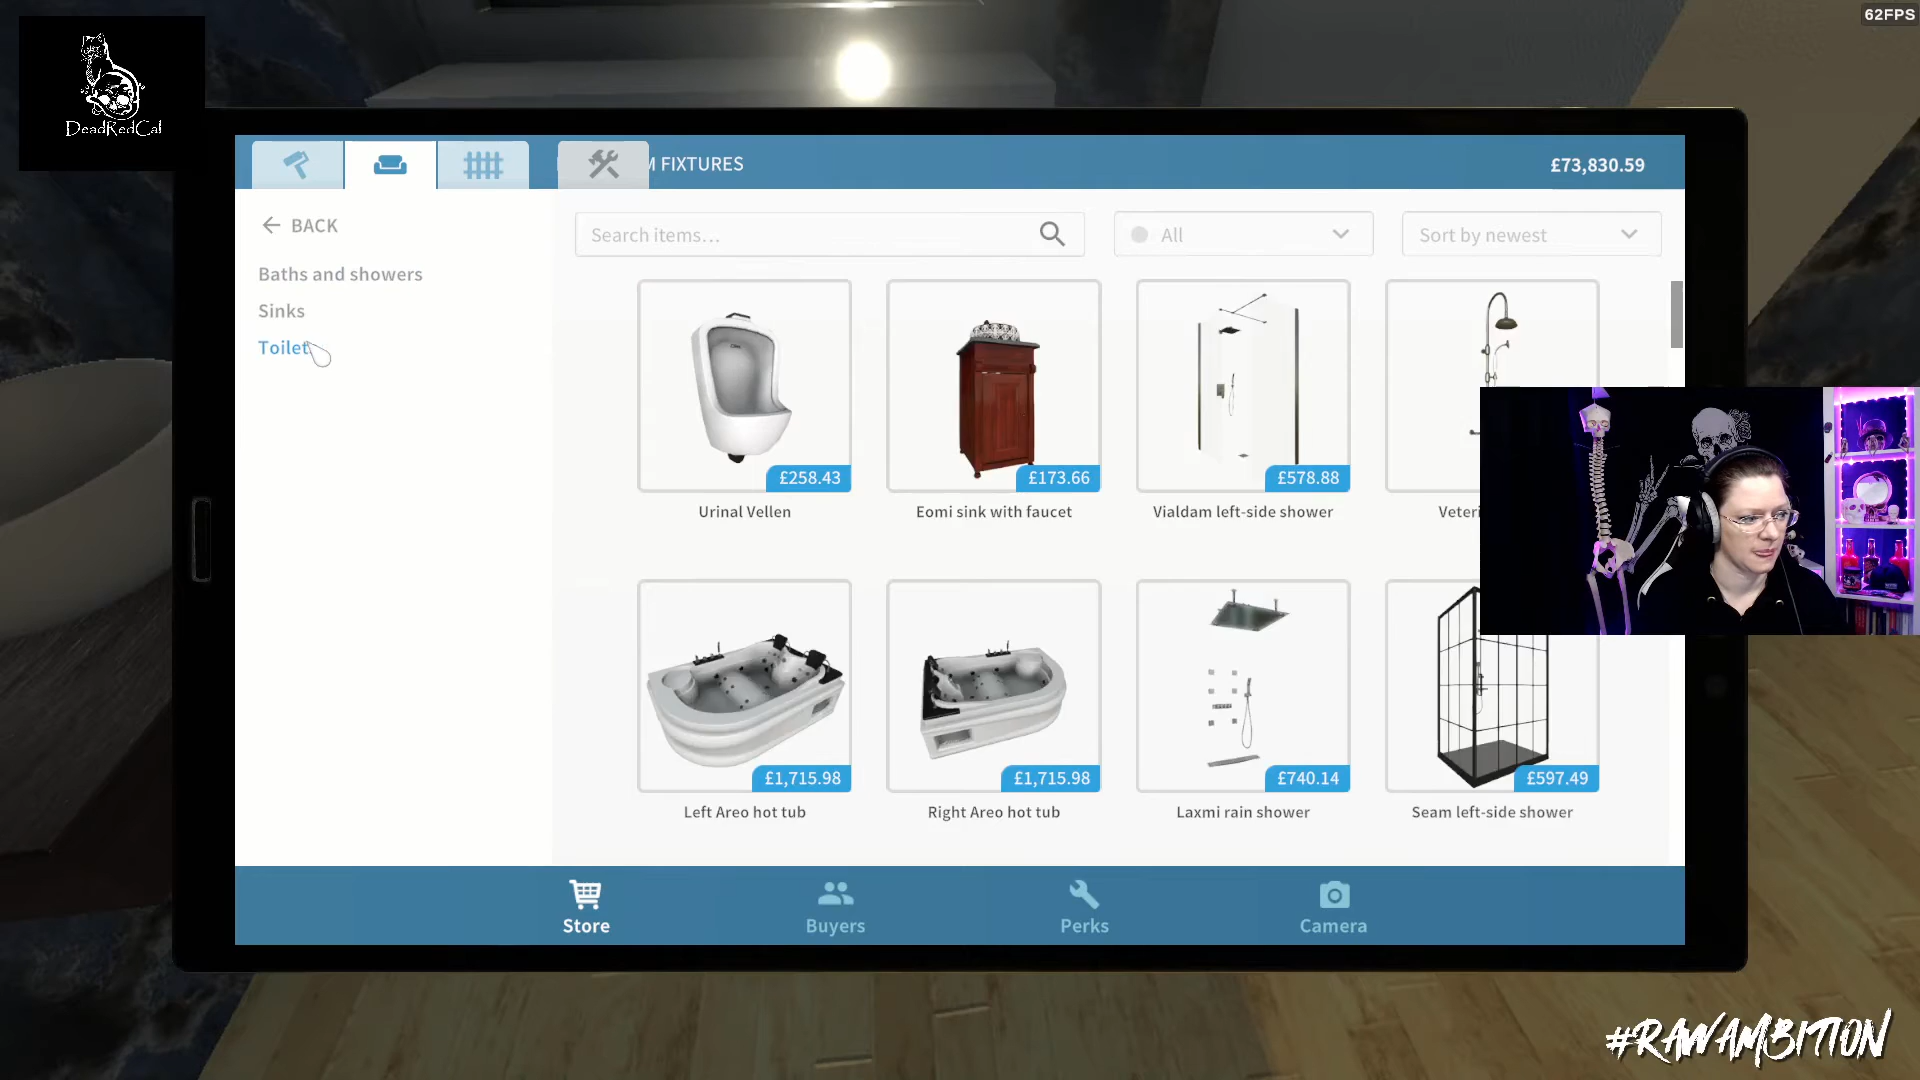 62FPS
DeadRedCal
M FIXTURES
£73,830.59
BACK
Search items...
All
Sort by newest
Baths and showers
Sinks
Toilet
£258.43
£173.66
£578.88
Urinal Vellen
Eomi sink with faucet
Vialdam left-side shower
Veteri
£1,715.98
£1,715.98
£740.14
£597.49
Left Areo hot tub
Right Areo hot tub
Laxmi rain shower
Seam left-side shower
Store
Buyers
Perks
Camera
#RAWAMBITION